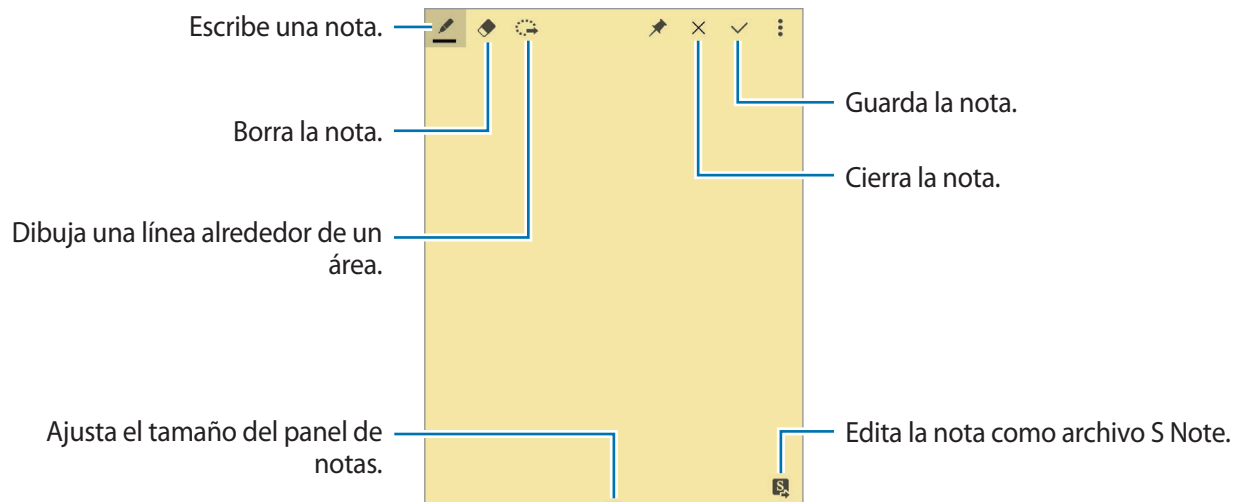 Escribe una nota.
Borra la nota.
Dibuja una línea alrededor de un
área.
Ajusta el tamaño del panel de
notas.
Guarda la nota.
Cierra la nota.
Edita la nota como archivo S Note.
S